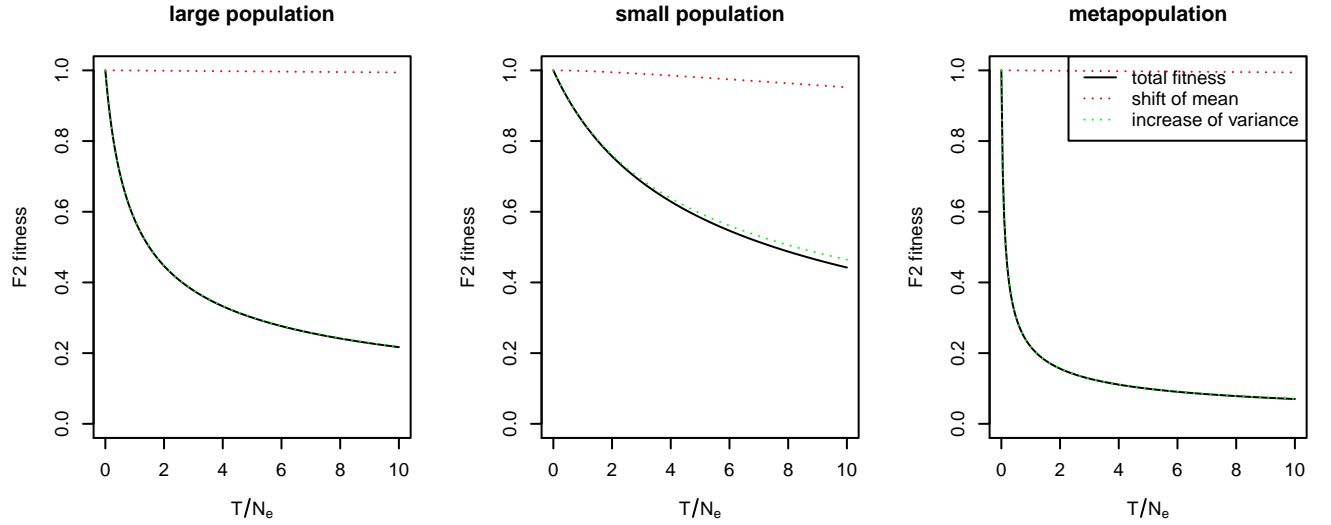 large population
small population
metapopulation
1.0
0.8
0.6
0.4
0.2
0.0
F2 fitness
0 2 4 6 8 10
T/Ne
1.0
0.8
0.6
0.4
0.2
0.0
F2 fitness
0 2 4 6 8 10
T/Ne
total fitness
shift of mean
increase of variance
1.0
0.8
0.6
0.4
0.2
0.0
F2 fitness
0 2 4 6 8 10
T/Ne